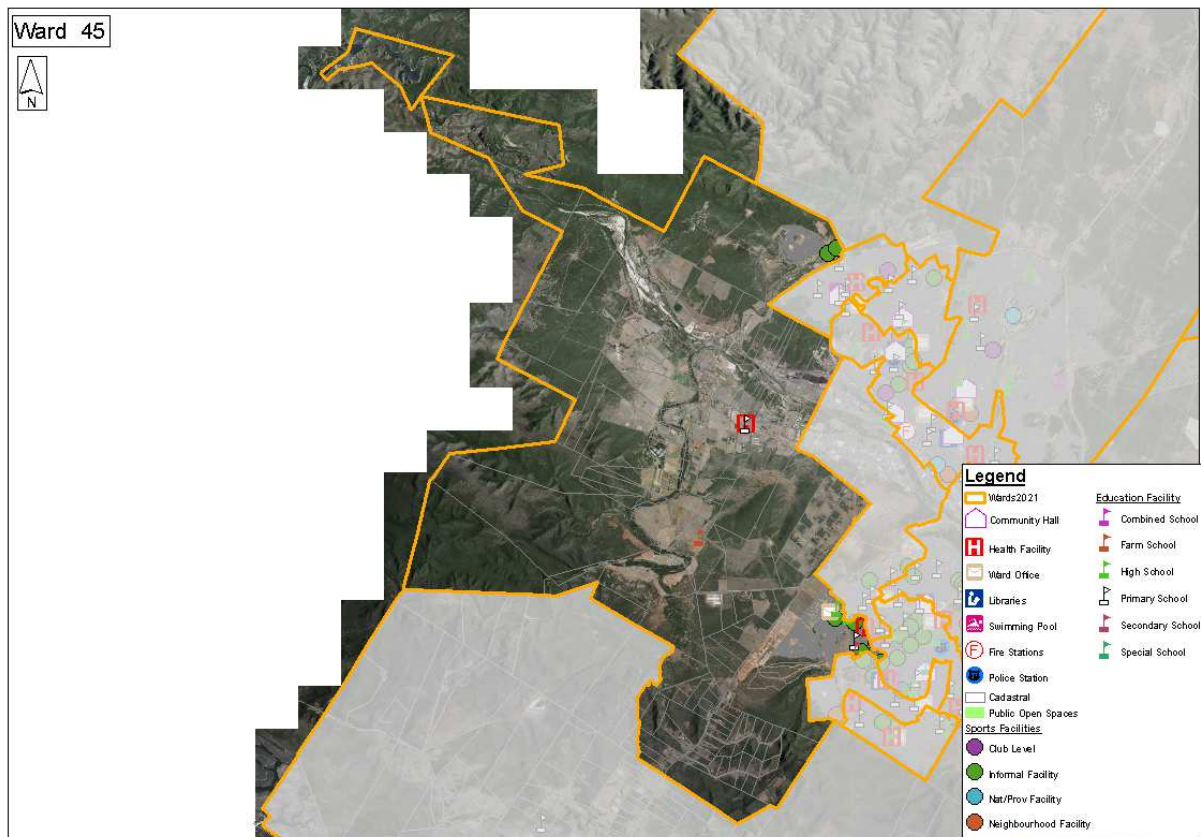 Ward 45
N
Legend
Wards2021
Community Hall
H Health Facility
Ward Office
Libraries
Swimming Pool
F Fire Stations
Police Station
Cadastral
Public Open Spaces
Sports Facilities
Club Level
Informal Facility
Nat/Prov Facility
Neighbourhood Facility
Education Facility
Combined School
Farm School
High School
Primary School
Secondary School
Special School